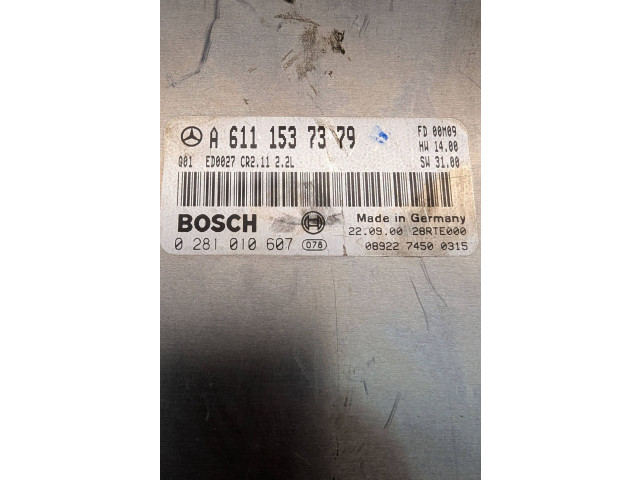 A 611 153 73 79
FD 00M09
HW 14.00
Q01 ED0027 CR2.11 2.2L
SW 31.00
BOSCH
Made in Germany
22.09.00 28RTE000
0 281 010 607 078
08922 7450 0315